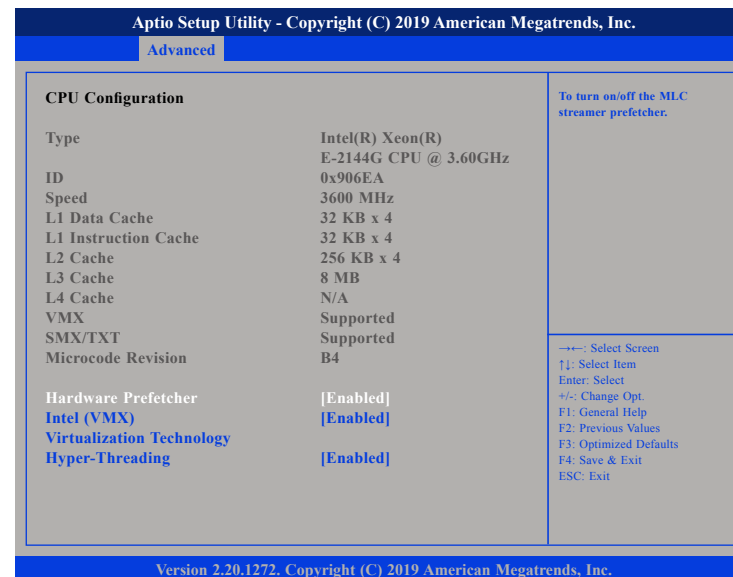 Aptio Setup Utility - Copyright (C) 2019 American Megatrends, Inc.
Advanced
CPU Configuration
Type Intel(R) Xeon(R)
E-2144G CPU @ 3.60GHz
ID 0x906EA
Speed 3600 MHz
L1 Data Cache 32 KB x 4
L1 Instruction Cache 32 KB x 4
L2 Cache 256 KB x 4
L3 Cache 8 MB
L4 Cache N/A
VMX Supported
SMX/TXT Supported
Microcode Revision B4
Hardware Prefetcher [Enabled]
Intel (VMX) [Enabled]
Virtualization Technology
Hyper-Threading [Enabled]
To turn on/off the MLC
streamer prefetcher.
→←: Select Screen
↑↓: Select Item
Enter: Select
+/-: Change Opt.
F1: General Help
F2: Previous Values
F3: Optimized Defaults
F4: Save & Exit
ESC: Exit
Version 2.20.1272. Copyright (C) 2019 American Megatrends, Inc.